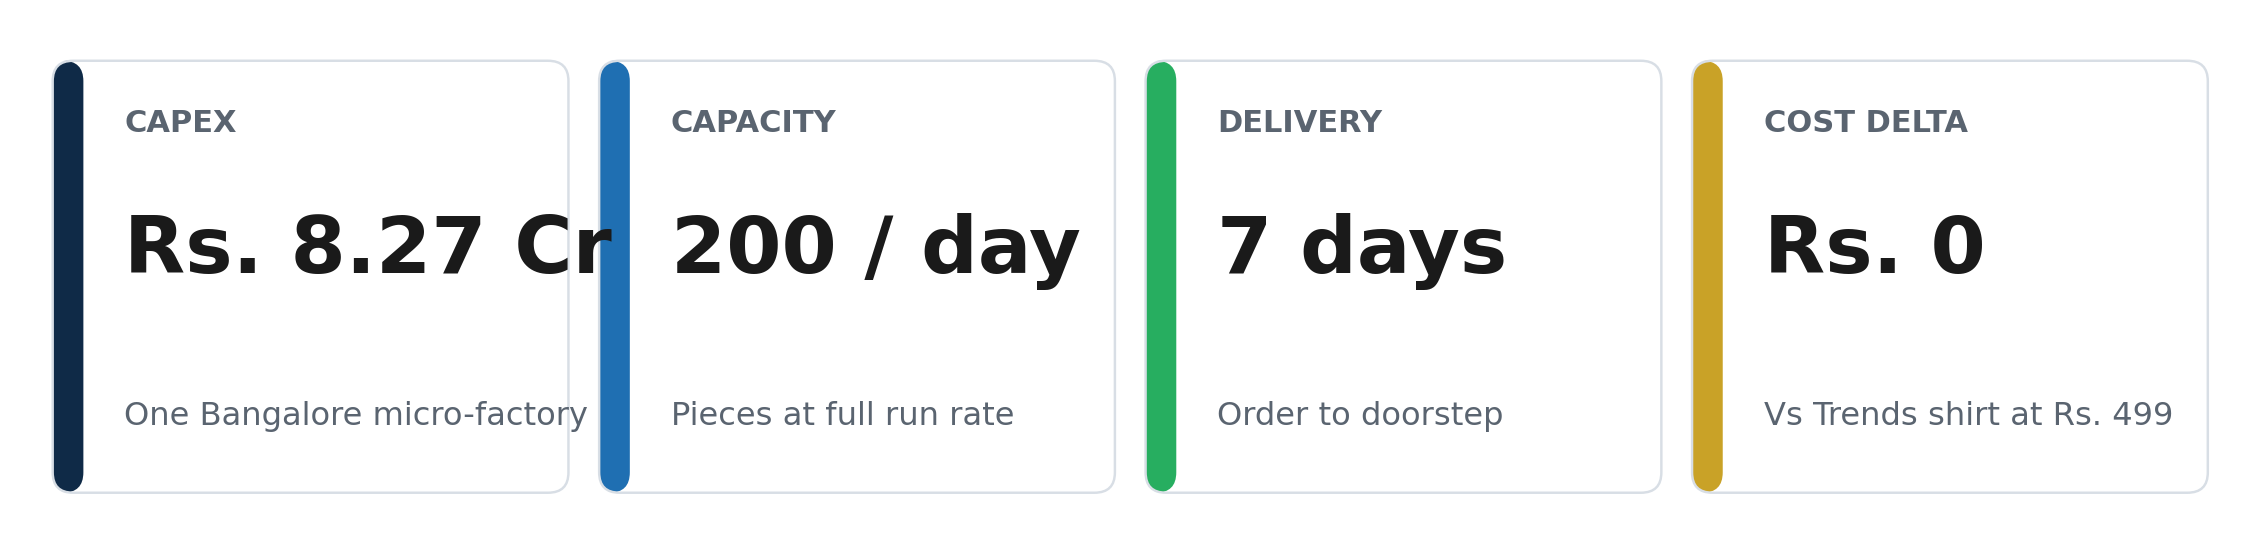 CAPEX
Rs. 8.27 Cr
One Bangalore micro-factory
CAPACITY
200 / day
Pieces at full run rate
DELIVERY
7 days
Order to doorstep
COST DELTA
Rs. 0
Vs Trends shirt at Rs. 499